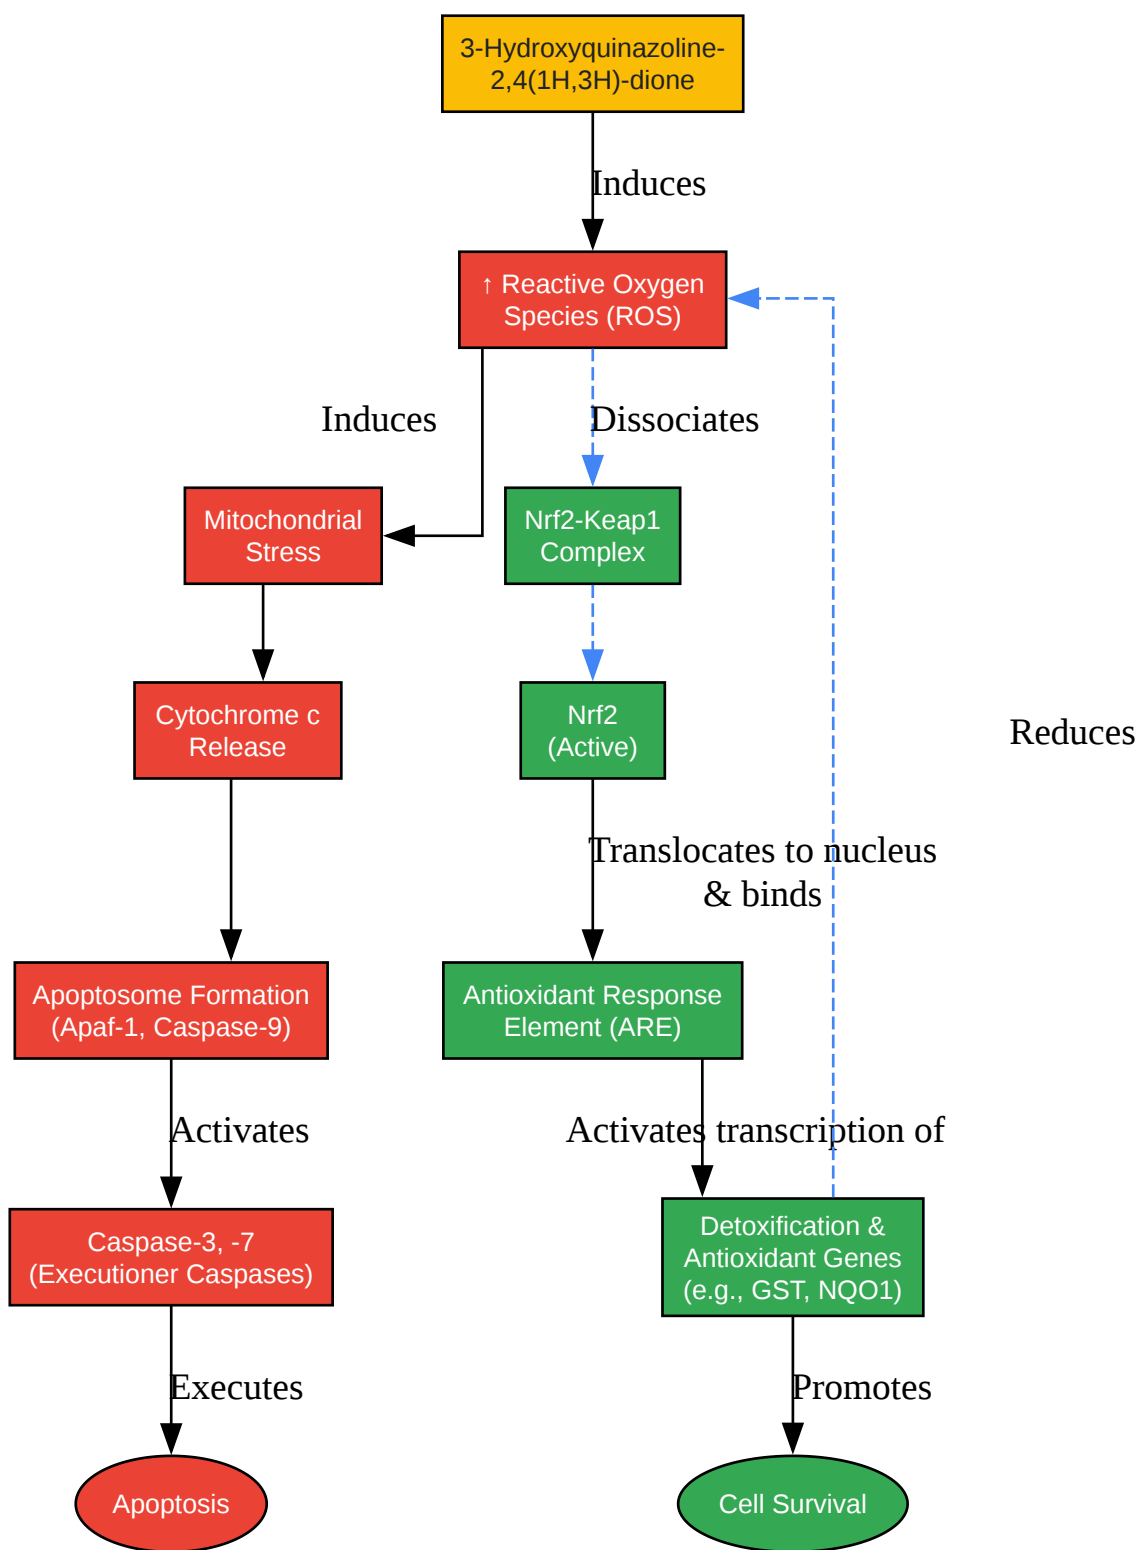 3-Hydroxyquinazoline-
2,4(1H,3H)-dione
Induces
↑ Reactive Oxygen
Species (ROS)
Induces
Dissociates
Mitochondrial
Stress
Nrf2-Keap1
Complex
Cytochrome c
Release
Nrf2
(Active)
Reduces
Translocates to nucleus
& binds
Apoptosome Formation
(Apaf-1, Caspase-9)
Antioxidant Response
Element (ARE)
Activates
Activates transcription of
Caspase-3, -7
(Executioner Caspases)
Detoxification &
Antioxidant Genes
(e.g., GST, NQO1)
Executes
Promotes
Apoptosis
Cell Survival